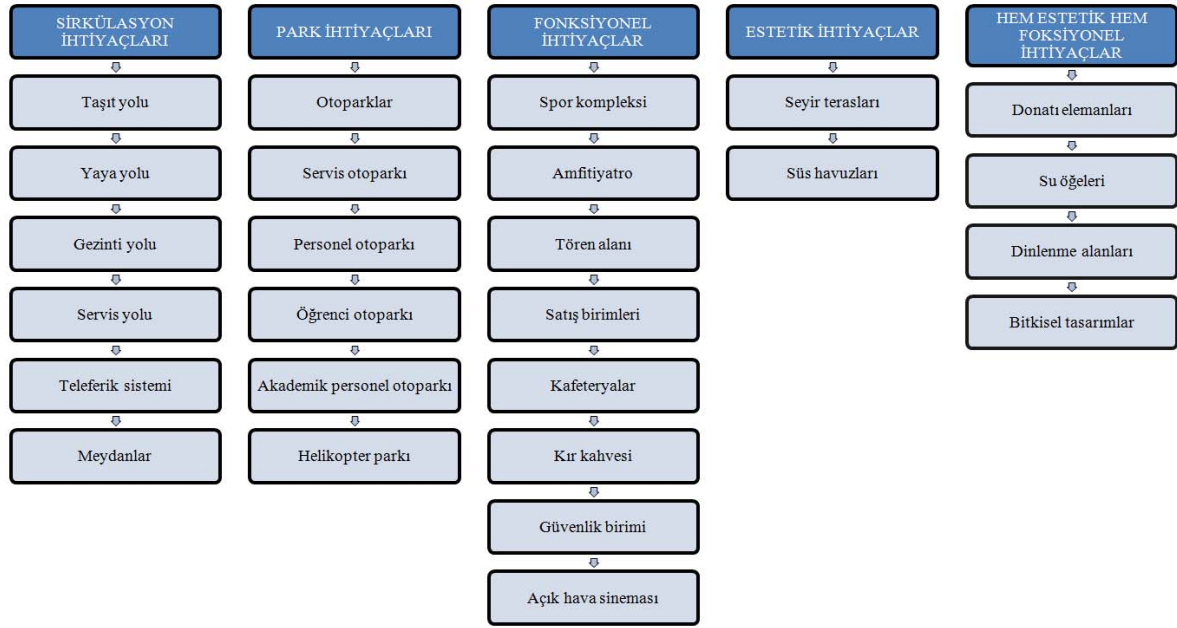 SİRKÜLASYON
İHTİYAÇLARI
Taşıt yolu
Yaya yolu
Gezinti yolu
Servis yolu
Teleferik sistemi
Meydanlar
PARK İHTİYAÇLARI
Otoparklar
Servis otoparkı
Personel otoparkı
Öğrenci otoparkı
Akademik personel otoparkı
Helikopter parkı
FONKSİYONEL
İHTİYAÇLAR
Spor kompleksi
Amfitiyatro
Tören alanı
Satış birimleri
Kafeteryalar
Kır kahvesi
Güvenlik birimi
Açık hava sineması
ESTETİK İHTİYAÇLAR
Seyir terasları
Süs havuzları
HEM ESTETİK HEM
FOKSİYONEL
İHTİYAÇLAR
Donatı elemanları
Su öğeleri
Dinlenme alanları
Bitkisel tasarımlar